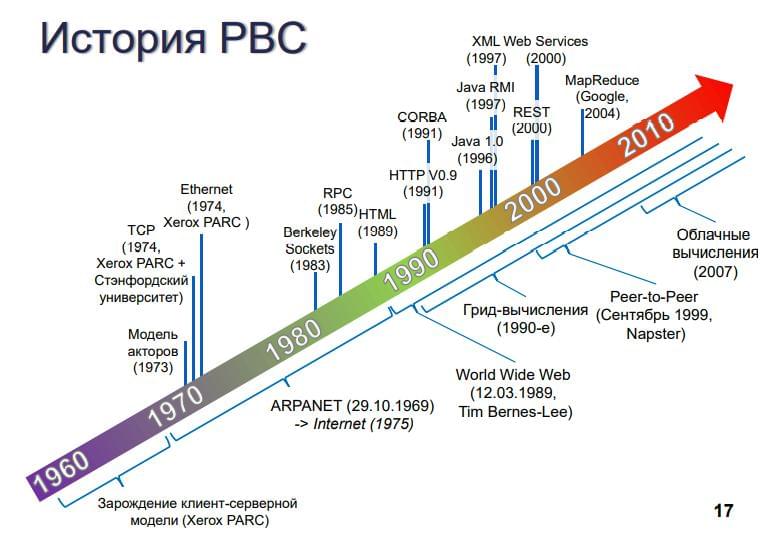 История РВС
XML Web Services
(1997) (2000)
MapReduce
(Google,
2004)
Java RMI
(1997)
REST
(2000)
CORBA
(1991)
Java 1.0
(1996)
HTTP V0.9
(1991)
Ethernet
(1974,
Xerox PARC )
RPC
(1985)
HTML
(1989)
TCP
(1974,
Xerox PARC +
Стэнфордский
университет)
Berkeley
Sockets
(1983)
Модель
акторов
(1973)
1960
1970
1980
1990
2000
2010
Облачные
вычисления
(2007)
Peer-to-Peer
(Сентябрь 1999,
Napster)
Грид-вычисления
(1990-е)
World Wide Web
(12.03.1989,
Tim Bernes-Lee)
ARPANET (29.10.1969)
-> Internet (1975)
Зарождение клиент-серверной
модели (Xerox PARC)
17